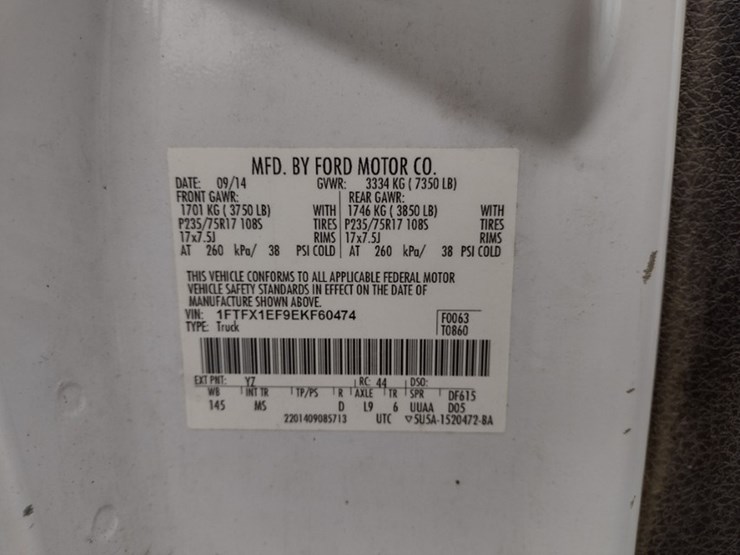 MFD. BY FORD MOTOR CO.
DATE: 09/14 GVWR: 3334 KG ( 7350 LB)
FRONT GAWR: REAR GAWR:
1701 KG ( 3750 LB) WITH 1746 KG ( 3850 LB) WITH
P235/75R17 108S TIRES P235/75R17 108S TIRES
17x7.5J RIMS 17x7.5J RIMS
AT 260 kPa/ 38 PSI COLD AT 260 kPa/ 38 PSI COLD
THIS VEHICLE CONFORMS TO ALL APPLICABLE FEDERAL MOTOR
VEHICLE SAFETY STANDARDS IN EFFECT ON THE DATE OF
MANUFACTURE SHOWN ABOVE.
VIN: 1FTFX1EF9EKF60474 F0063
TYPE: Truck T0860
EXT PNT: YZ RC: 44 DSO:
WB INT TR TP/PS R AXLE TR SPR DF615
145 MS D L9 6 UUAA D05
2201409085713 UTC ▽5U5A-1520472-BA